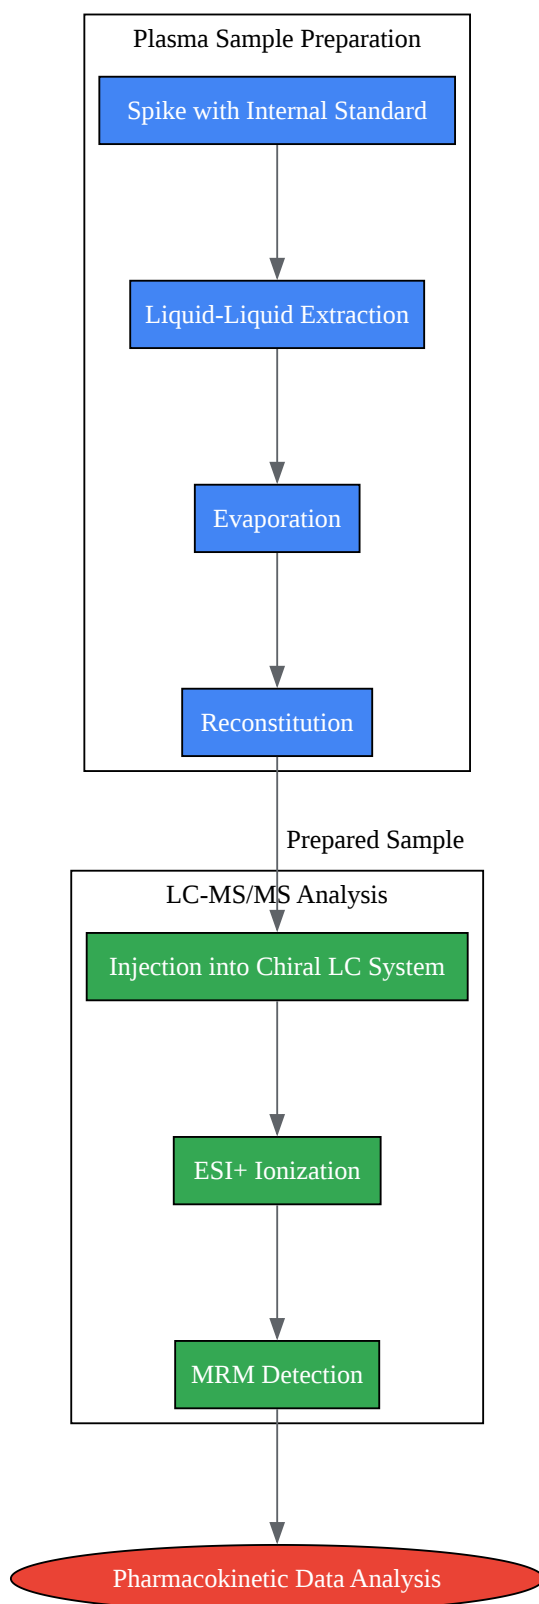 Plasma Sample Preparation
Spike with Internal Standard
Liquid-Liquid Extraction
Evaporation
Reconstitution
Prepared Sample
LC-MS/MS Analysis
Injection into Chiral LC System
ESI+ Ionization
MRM Detection
Pharmacokinetic Data Analysis